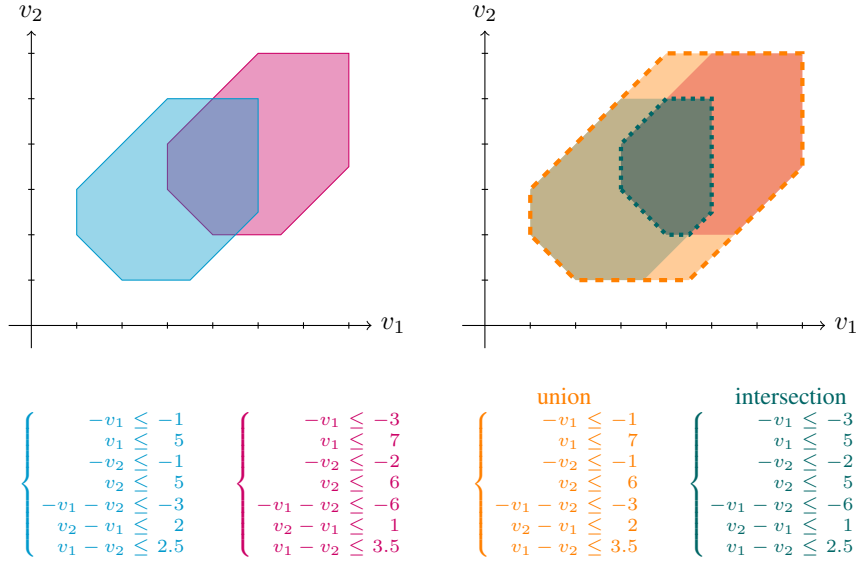 v₂
v₁
v₂
v₁
−v₁ ≤ −1
v₁ ≤ 5
−v₂ ≤ −1
v₂ ≤ 5
−v₁ − v₂ ≤ −3
v₂ − v₁ ≤ 2
v₁ − v₂ ≤ 2.5
−v₁ ≤ −3
v₁ ≤ 7
−v₂ ≤ −2
v₂ ≤ 6
−v₁ − v₂ ≤ −6
v₂ − v₁ ≤ 1
v₁ − v₂ ≤ 3.5
union
−v₁ ≤ −1
v₁ ≤ 7
−v₂ ≤ −1
v₂ ≤ 6
−v₁ − v₂ ≤ −3
v₂ − v₁ ≤ 2
v₁ − v₂ ≤ 3.5
intersection
−v₁ ≤ −3
v₁ ≤ 5
−v₂ ≤ −2
v₂ ≤ 5
−v₁ − v₂ ≤ −6
v₂ − v₁ ≤ 1
v₁ − v₂ ≤ 2.5